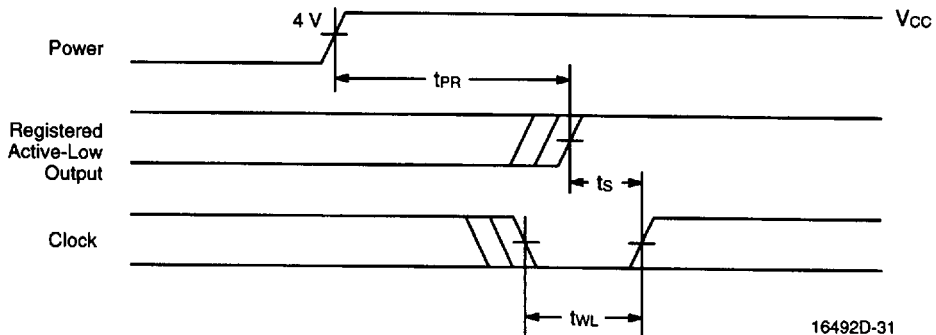 4 V
VCC
Power
tPR
Registered
Active-Low
Output
tS
Clock
tWL
16492D-31